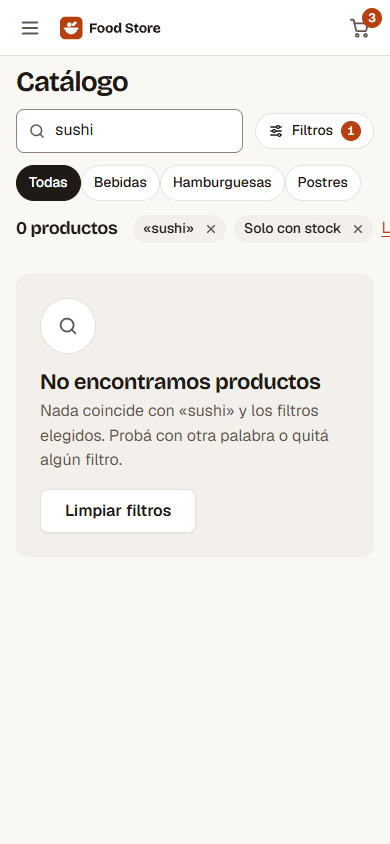 Food Store
3
Catálogo
sushi
Filtros 1
Todas Bebidas Hamburguesas Postres
0 productos «sushi» Solo con stock
No encontramos productos
Nada coincide con «sushi» y los filtros
elegidos. Probá con otra palabra o quitá
algún filtro.
Limpiar filtros